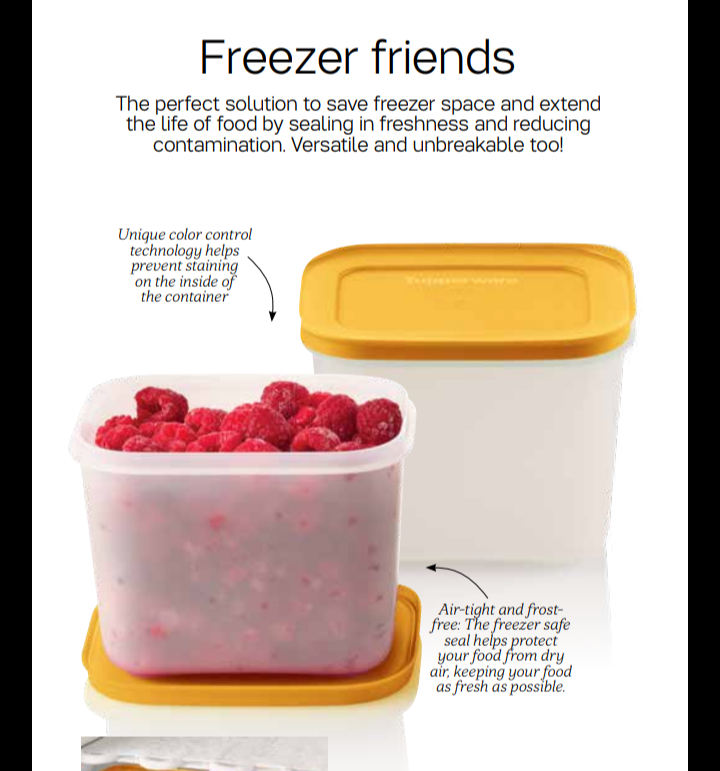 Freezer friends
The perfect solution to save freezer space and extend
the life of food by sealing in freshness and reducing
contamination. Versatile and unbreakable too!
Unique color control
technology helps
prevent staining
on the inside of
the container
Tupperware
Air-tight and frost-
free: The freezer safe
seal helps protect
your food from dry
air, keeping your food
as fresh as possible.